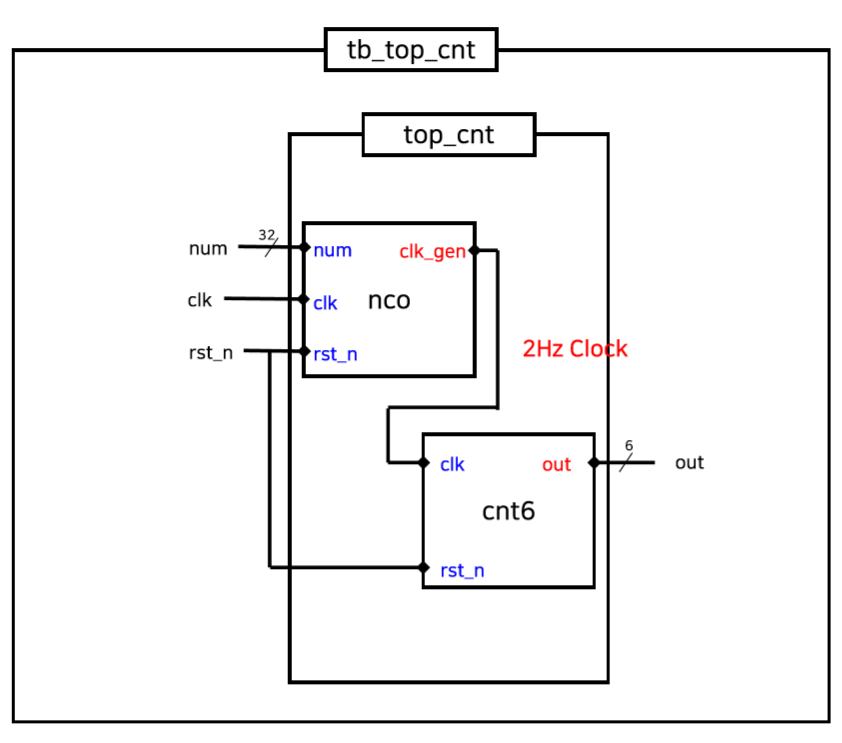 tb_top_cnt
top_cnt
num
32
num
clk_gen
clk
clk
nco
rst_n
rst_n
2Hz Clock
clk
out
6
out
cnt6
rst_n